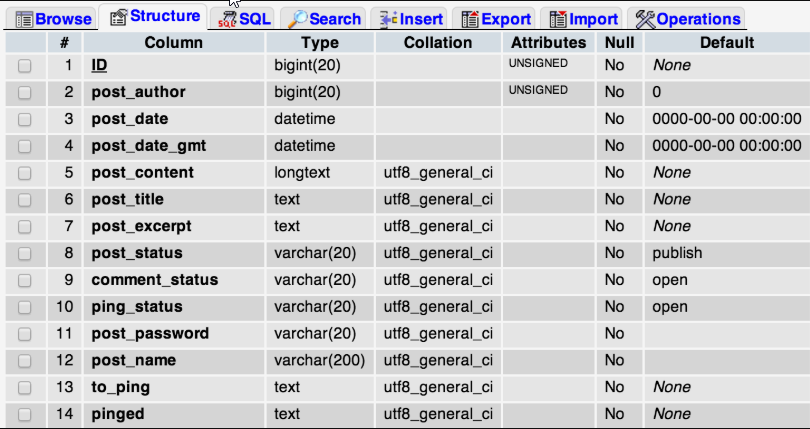 Browse Structure SQL Search Insert Export Import Operations
# Column Type Collation Attributes Null Default
1 ID bigint(20) UNSIGNED No None
2 post_author bigint(20) UNSIGNED No 0
3 post_date datetime No 0000-00-00 00:00:00
4 post_date_gmt datetime No 0000-00-00 00:00:00
5 post_content longtext utf8_general_ci No None
6 post_title text utf8_general_ci No None
7 post_excerpt text utf8_general_ci No None
8 post_status varchar(20) utf8_general_ci No publish
9 comment_status varchar(20) utf8_general_ci No open
10 ping_status varchar(20) utf8_general_ci No open
11 post_password varchar(20) utf8_general_ci No
12 post_name varchar(200) utf8_general_ci No
13 to_ping text utf8_general_ci No None
14 pinged text utf8_general_ci No None